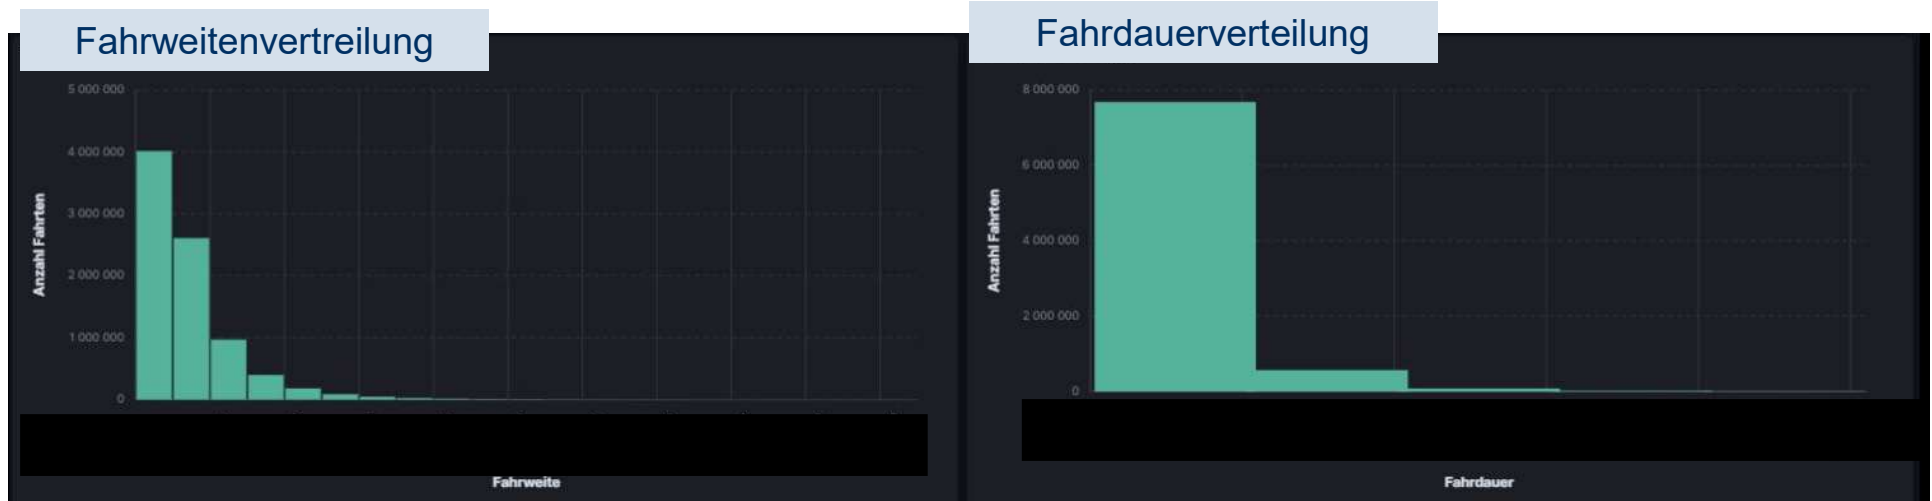 Fahrweitenvertreilung
5 000 000
4 000 000
3 000 000
2 000 000
1 000 000
0
Anzahl Fahrten
Fahrweite
Fahrdauerverteilung
8 000 000
6 000 000
4 000 000
2 000 000
0
Anzahl Fahrten
Fahrdauer